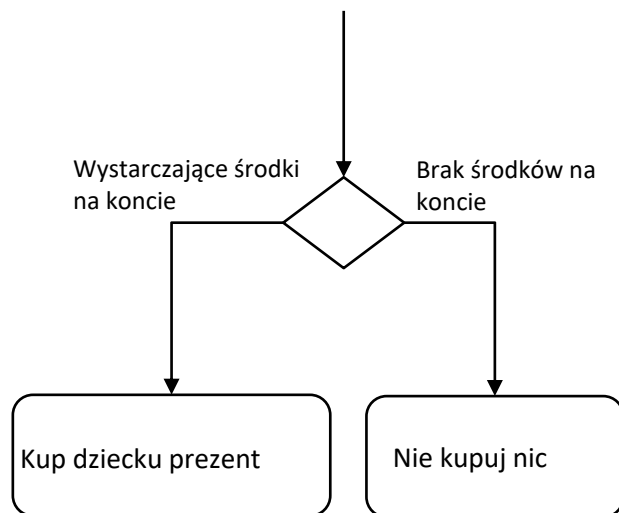 Wystarczające środki
na koncie
Brak środków na
koncie
Kup dziecku prezent
Nie kupuj nic